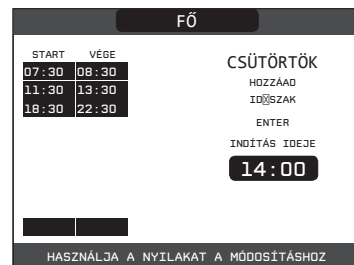 FŐ
START VÉGE
07:30 08:30
11:30 13:30
18:30 22:30
CSÜTÖRTÖK
HOZZÁAD
ENTER
INDÍTÁS IDEJE
14:00
HASZNÁLJA A NYILAKAT A MÓDOSÍTÁSHOZ